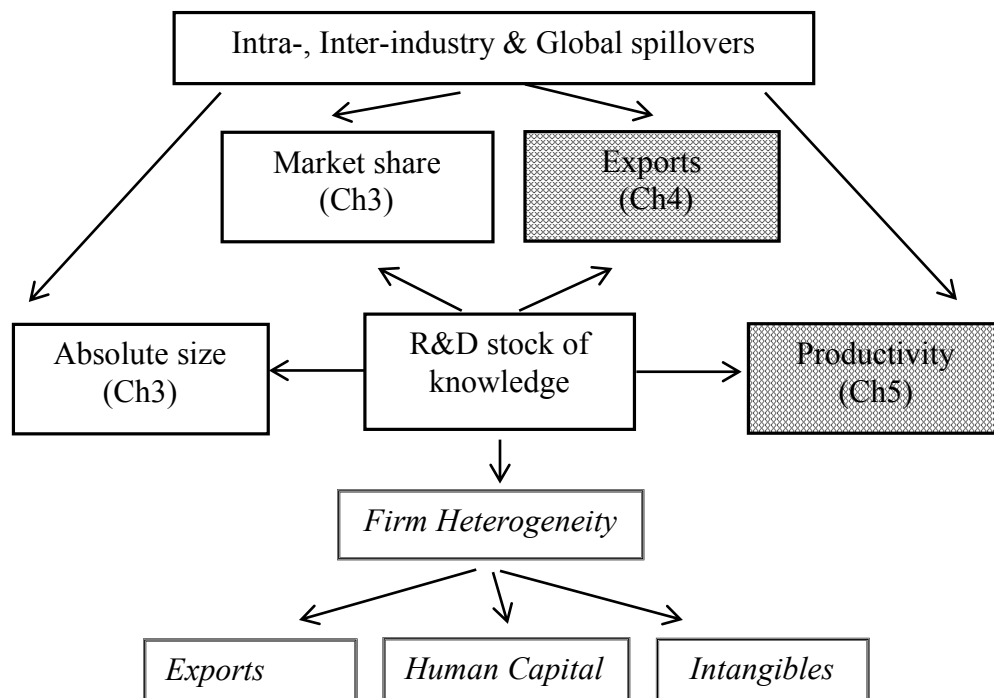 Intra-, Inter-industry & Global spillovers
Market share
(Ch3)
Exports
(Ch4)
Absolute size
(Ch3)
R&D stock of
knowledge
Productivity
(Ch5)
Firm Heterogeneity
Exports
Human Capital
Intangibles